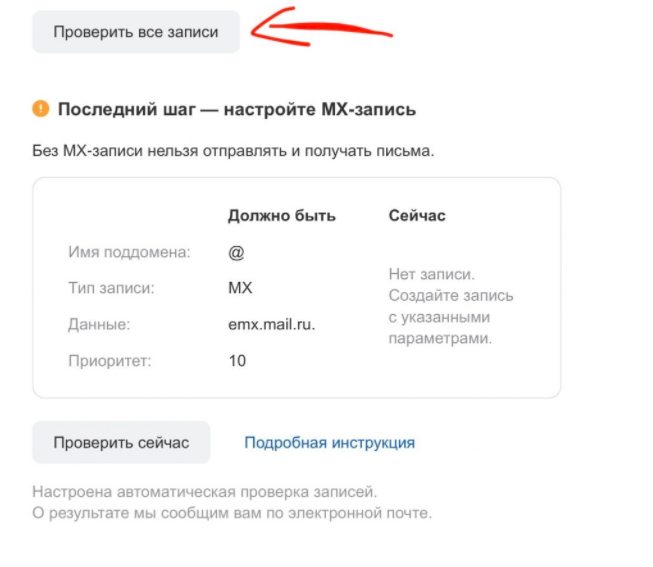 Проверить все записи
Последний шаг — настройте MX-запись
Без MX-записи нельзя отправлять и получать письма.
Должно быть Сейчас
Имя поддомена: @
Тип записи: MX
Данные: emx.mail.ru.
Приоритет: 10
Нет записи.
Создайте запись
с указанными
параметрами.
Проверить сейчас Подробная инструкция
Настроена автоматическая проверка записей.
О результате мы сообщим вам по электронной почте.